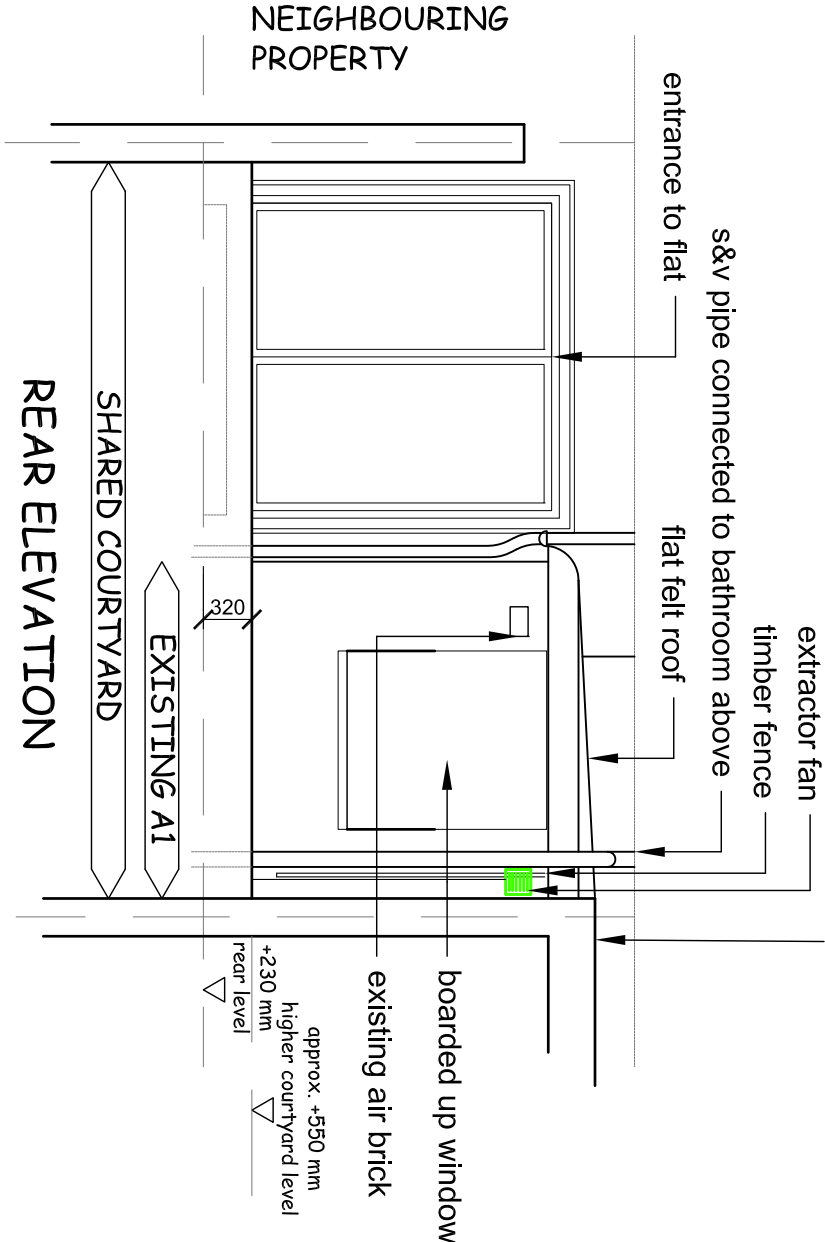 NEIGHBOURING
PROPERTY
extractor fan
timber fence
s&v pipe connected to bathroom above
flat felt roof
entrance to flat
boarded up window
existing air brick
approx. +550 mm
higher courtyard level
+230 mm
rear level
320
EXISTING A1
SHARED COURTYARD
REAR ELEVATION